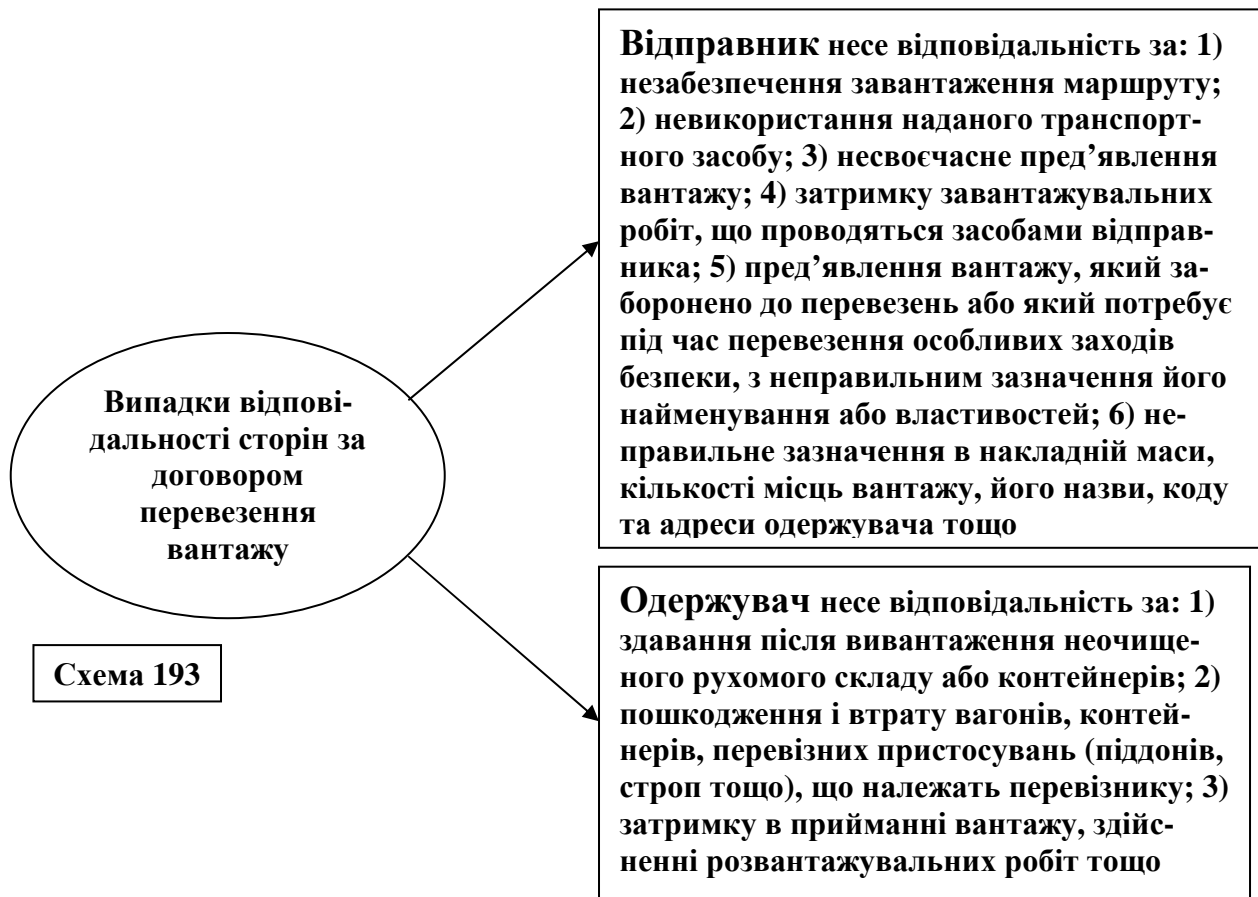 Випадки відпові-
дальності сторін за
договором
перевезення
вантажу
Схема 193
Відправник несе відповідальність за: 1)
незабезпечення завантаження маршруту;
2) невикористання наданого транспорт-
ного засобу; 3) несвоєчасне пред’явлення
вантажу; 4) затримку завантажувальних
робіт, що проводяться засобами відправ-
ника; 5) пред’явлення вантажу, який за-
боронено до перевезень або який потребує
під час перевезення особливих заходів
безпеки, з неправильним зазначення його
найменування або властивостей; 6) не-
правильне зазначення в накладній маси,
кількості місць вантажу, його назви, коду
та адреси одержувача тощо
Одержувач несе відповідальність за: 1)
здавання після вивантаження неочище-
ного рухомого складу або контейнерів; 2)
пошкодження і втрату вагонів, контей-
нерів, перевізних пристосувань (піддонів,
строп тощо), що належать перевізнику; 3)
затримку в прийманні вантажу, здійс-
ненні розвантажувальних робіт тощо